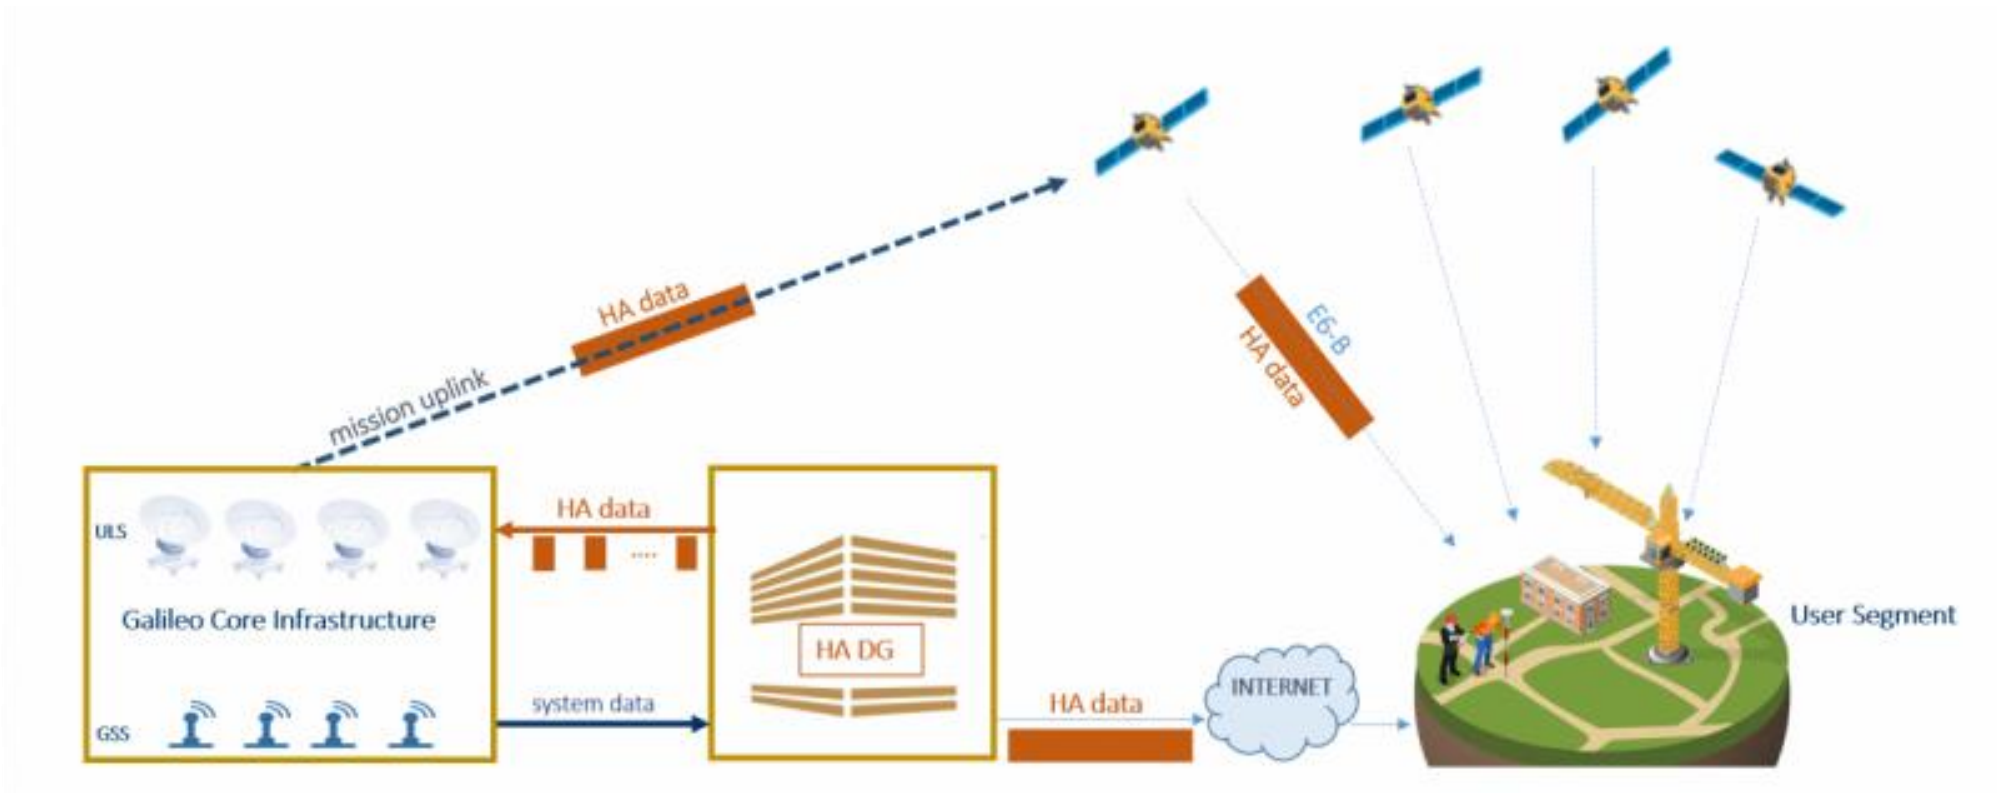 HA data
mission uplink
E6-B
HA data
ULS
HA data
Galileo Core Infrastructure
User Segment
HA DG
INTERNET
system data
HA data
GSS